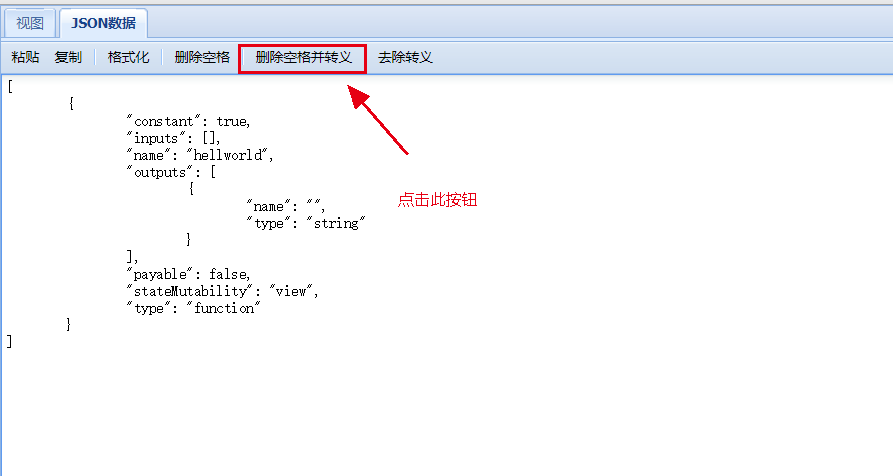 视图 JSON数据
粘贴 复制 格式化 删除空格 删除空格并转义 去除转义
[
{
"constant": true,
"inputs": [],
"name": "hellworld",
"outputs": [
{
"name": "",
点击此按钮
"type": "string"
}
],
"payable": false,
"stateMutability": "view",
"type": "function"
}
]